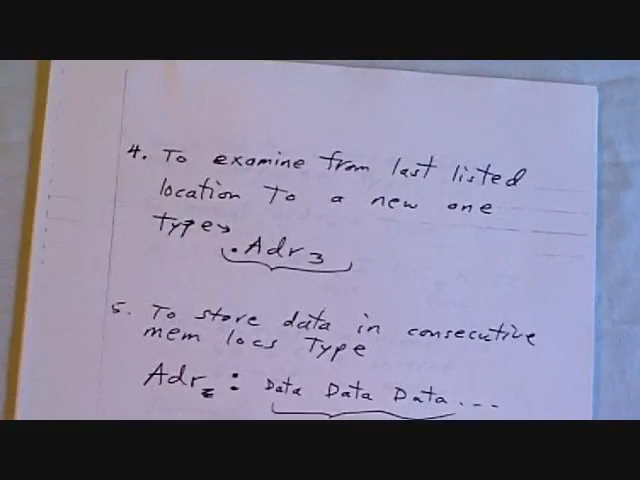 4. To examine from last listed
location to a new one
type→
.Adr3
5. To store data in consecutive
mem locs Type
Adr : Data Data Data...